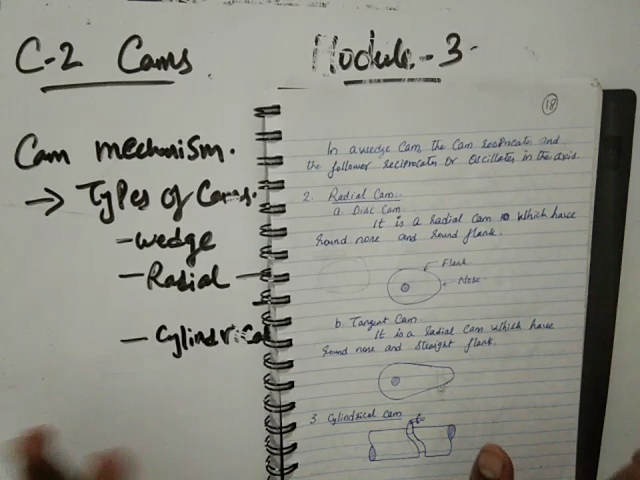 C-2 Cams
Module-3
Cam mechanism.
→ Types of Cams.
- wedge
- Radial -
- Cylindrical
18
In a wedge Cam, the Cam reciprocate and
the follower reciprocates or Oscillates in the axis.
2. Radial Cam:
a. Disc Cam
It is a radial Cam which have
round nose and round flank.
Flank
Nose
b. Tangent Cam
It is a radial Cam which have
round nose and straight flank.
3. Cylindrical Cam